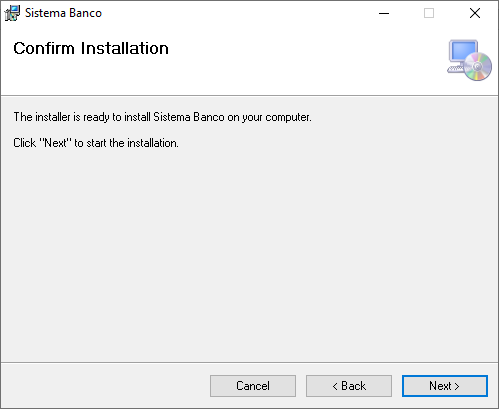 Sistema Banco
Confirm Installation
The installer is ready to install Sistema Banco on your computer.
Click "Next" to start the installation.
Cancel
< Back
Next >